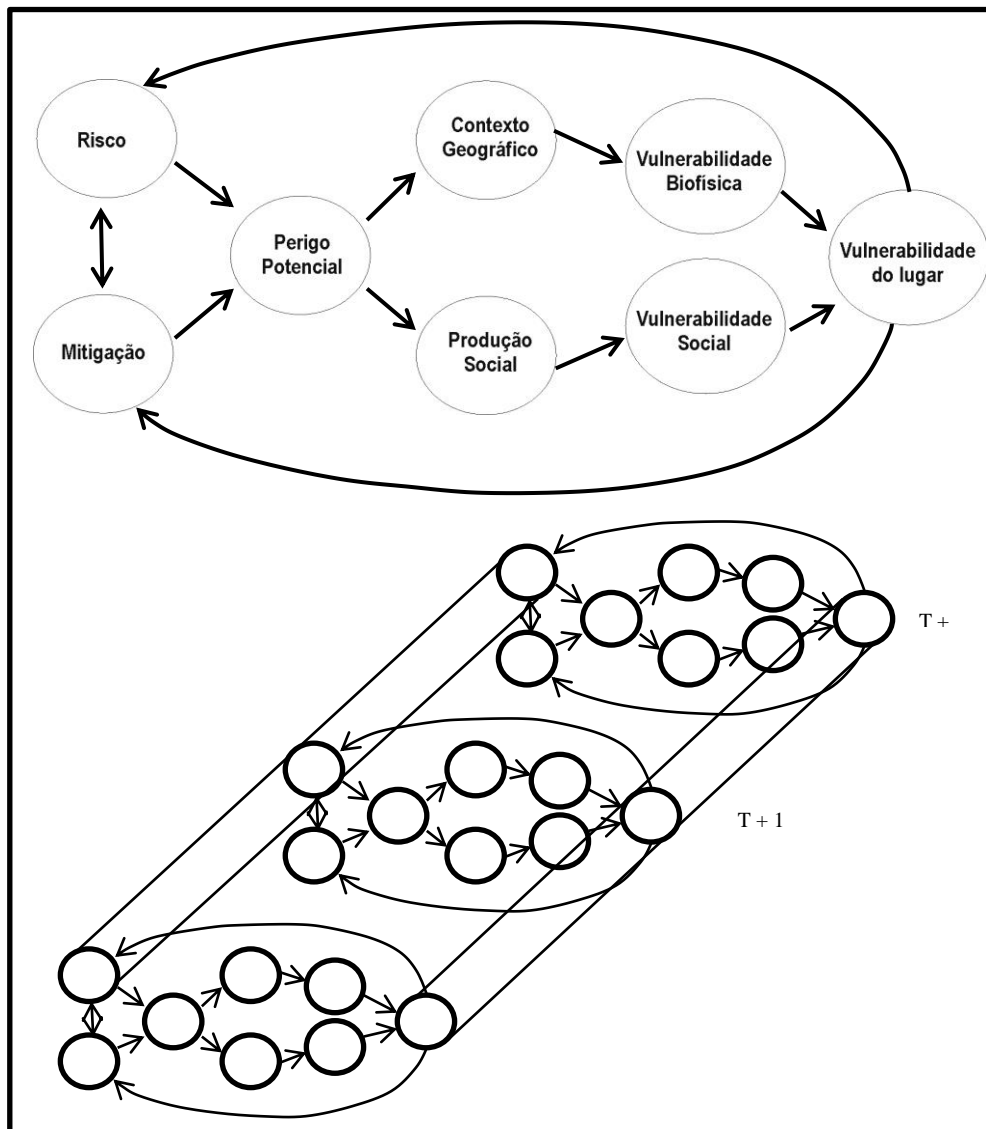 Risco
Contexto
Geográfico
Vulnerabilidade
Biofísica
Perigo
Potencial
Vulnerabilidade
do lugar
Mitigação
Produção
Social
Vulnerabilidade
Social
T +
T + 1